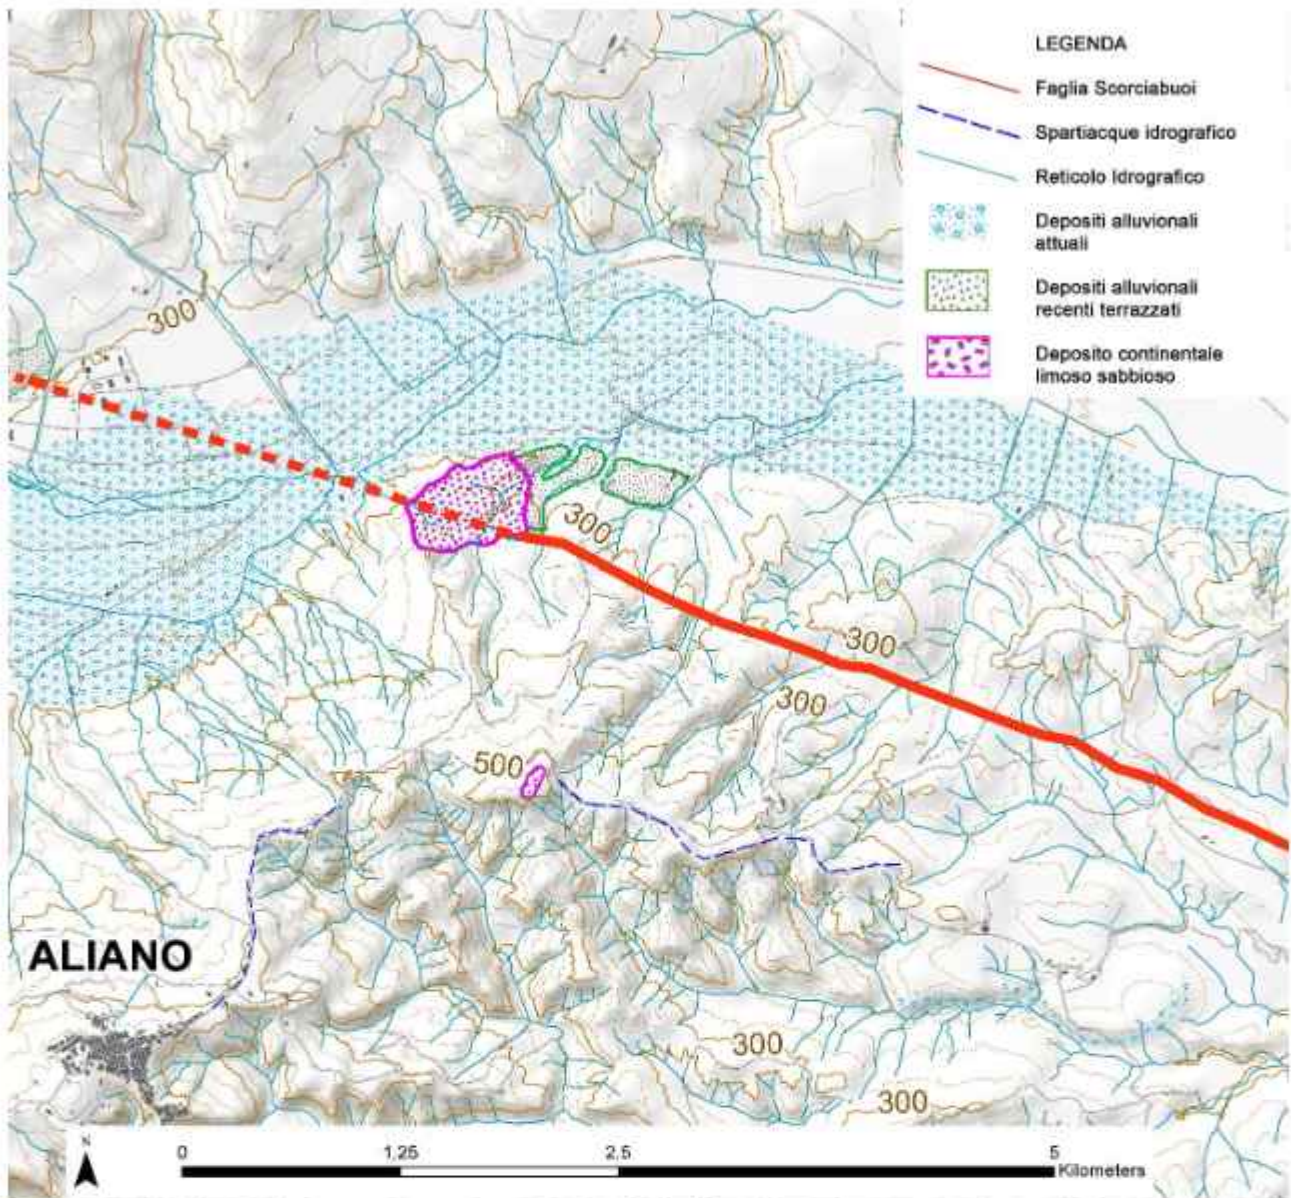 LEGENDA
Faglia Scorciabuoi
Spartiacque idrografico
Reticolo Idrografico
Depositi alluvionali
attuali
Depositi alluvionali
recenti terrazzati
Deposito continentale
limoso sabbioso
300
300
300
300
500
ALIANO
300
300
N
0
1,25
2,5
5
Kilometers